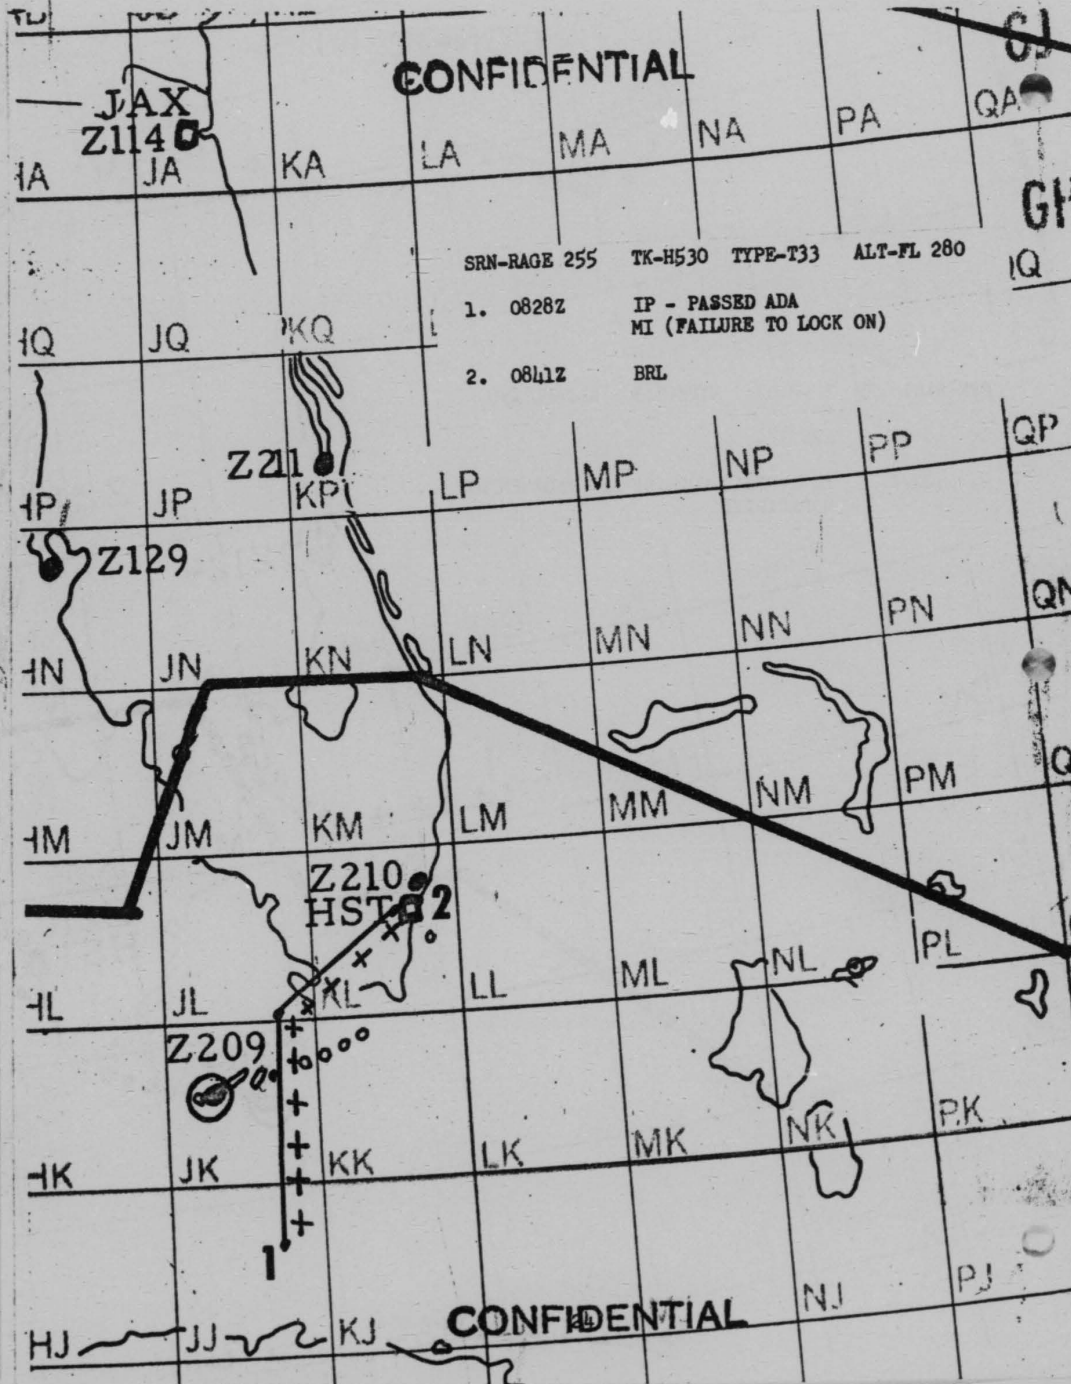 CONFIDENTIAL
GJ
JAX
Z114
HA JA KA LA MA NA PA QA
GH
SRN-RAGE 255 TK-H530 TYPE-T33 ALT-FL 280
1. 0828Z IP - PASSED ADA
MI (FAILURE TO LOCK ON)
2. 0841Z BRL
HQ JQ KQ
Z211
HP JP KP LP MP NP PP QP
Z129
HN JN KN LN MN NN PN QN
HM JM KM LM MM NM PM
Z210
HST 2
HL JL KL LL ML NL PL
Z209
HK JK KK LK MK NK PK
1
HJ JJ KJ NJ PJ
CONFIDENTIAL